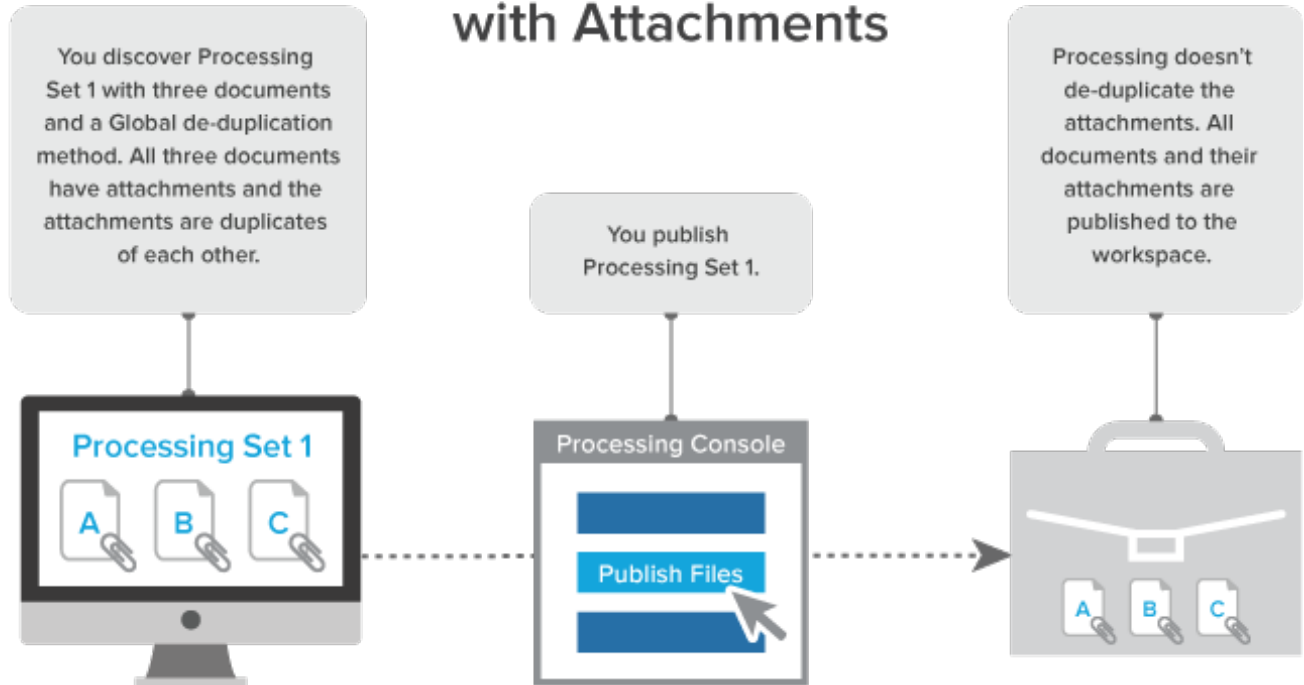 with Attachments
You discover Processing
Set 1 with three documents
and a Global de-duplication
method. All three documents
have attachments and the
attachments are duplicates
of each other.
You publish
Processing Set 1.
Processing doesn't
de-duplicate the
attachments. All
documents and their
attachments are
published to the
workspace.
Processing Set 1
A B C
Processing Console
Publish Files
A B C